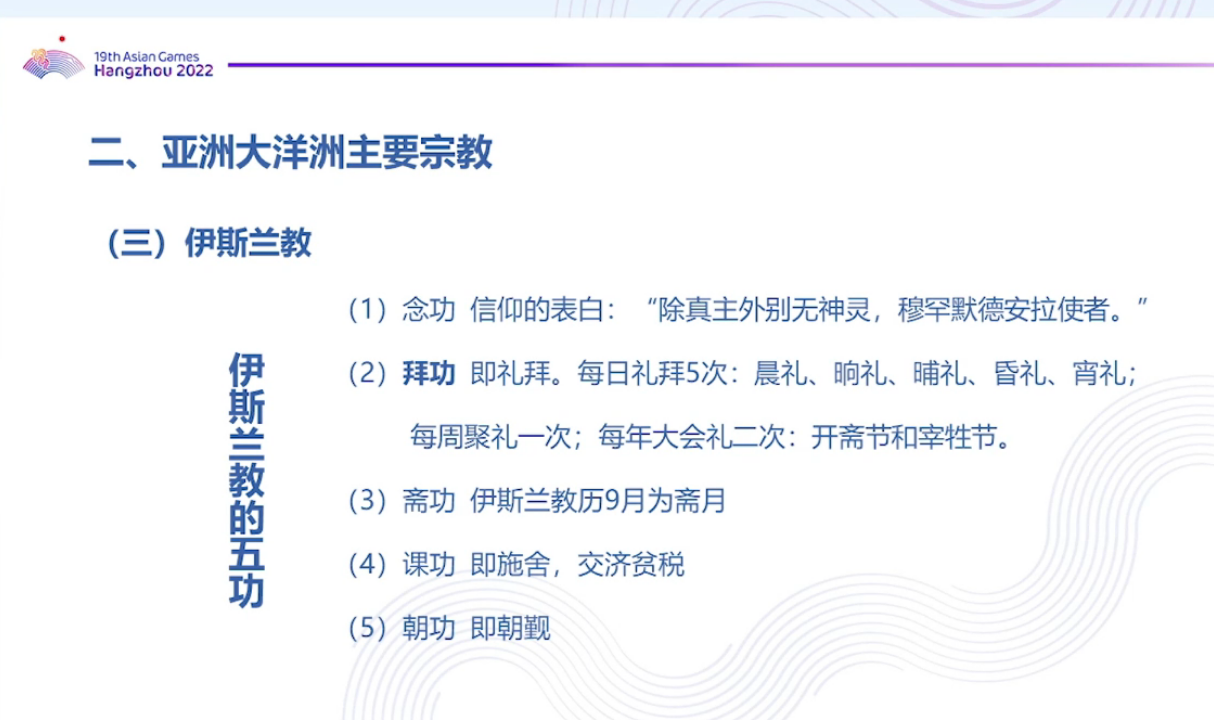 19th Asian Games
Hangzhou 2022
二、亚洲大洋洲主要宗教
（三）伊斯兰教
伊斯兰教的五功
（1）念功 信仰的表白：“除真主外别无神灵，穆罕默德安拉使者。”
（2）拜功 即礼拜。每日礼拜5次：晨礼、晌礼、晡礼、昏礼、宵礼；
每周聚礼一次；每年大会礼二次：开斋节和宰牲节。
（3）斋功 伊斯兰教历9月为斋月
（4）课功 即施舍，交济贫税
（5）朝功 即朝觐